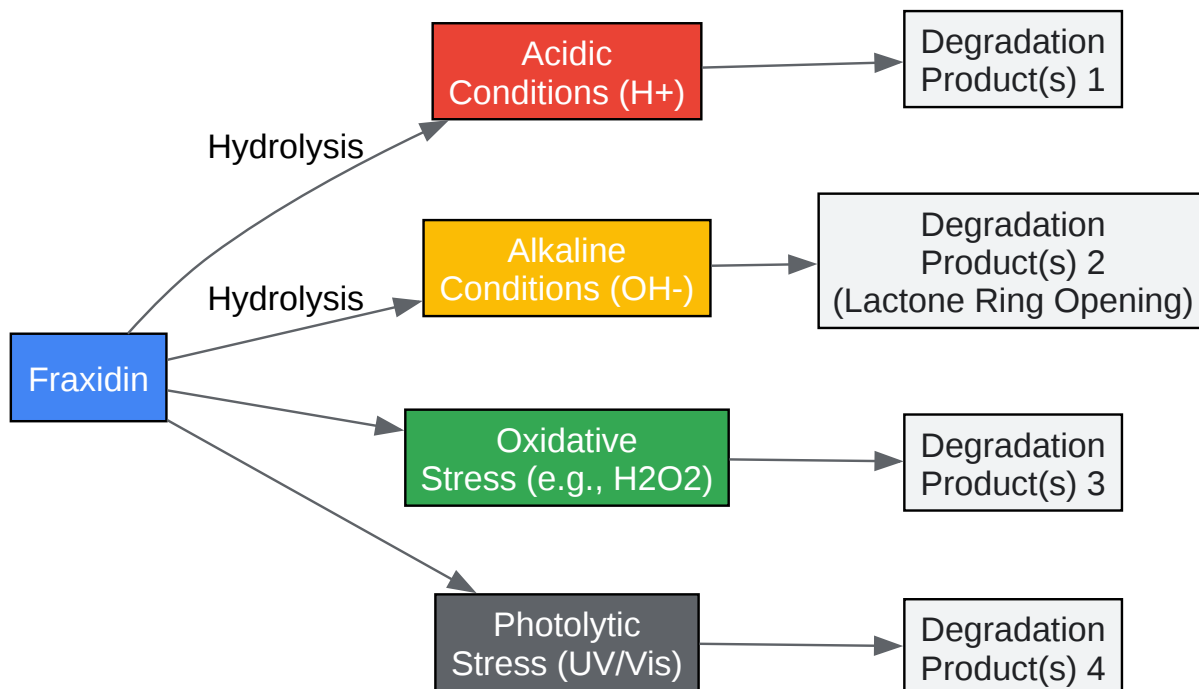 Acidic
Conditions (H+)
Degradation
Product(s) 1
Hydrolysis
Alkaline
Conditions (OH-)
Degradation
Product(s) 2
(Lactone Ring Opening)
Hydrolysis
Fraxidin
Oxidative
Stress (e.g., H2O2)
Degradation
Product(s) 3
Photolytic
Stress (UV/Vis)
Degradation
Product(s) 4